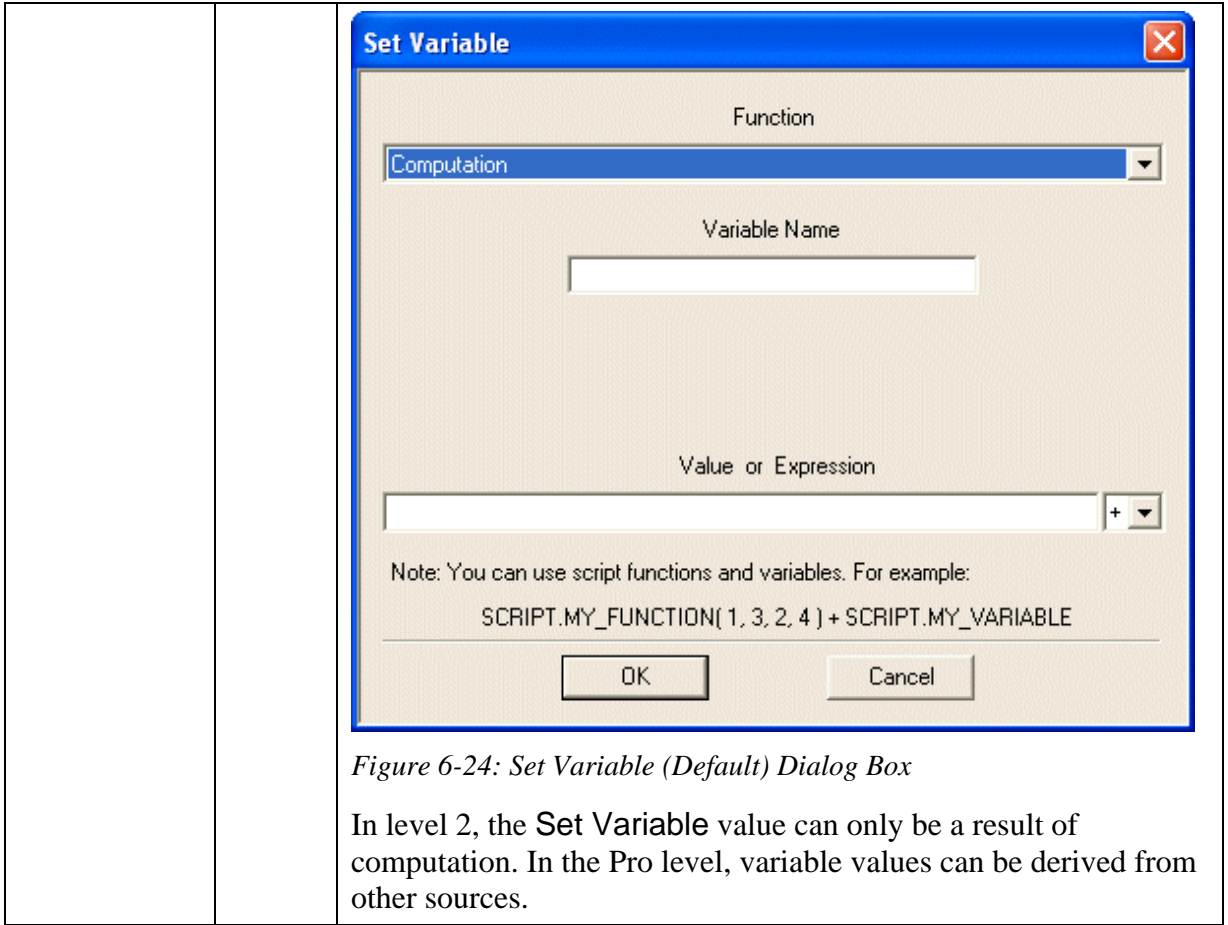 Set Variable
Function
Computation
Variable Name
Value or Expression
+
Note: You can use script functions and variables. For example:
SCRIPT.MY_FUNCTION( 1, 3, 2, 4 ) + SCRIPT.MY_VARIABLE
OK Cancel
Figure 6-24: Set Variable (Default) Dialog Box
In level 2, the Set Variable value can only be a result of
computation. In the Pro level, variable values can be derived from
other sources.